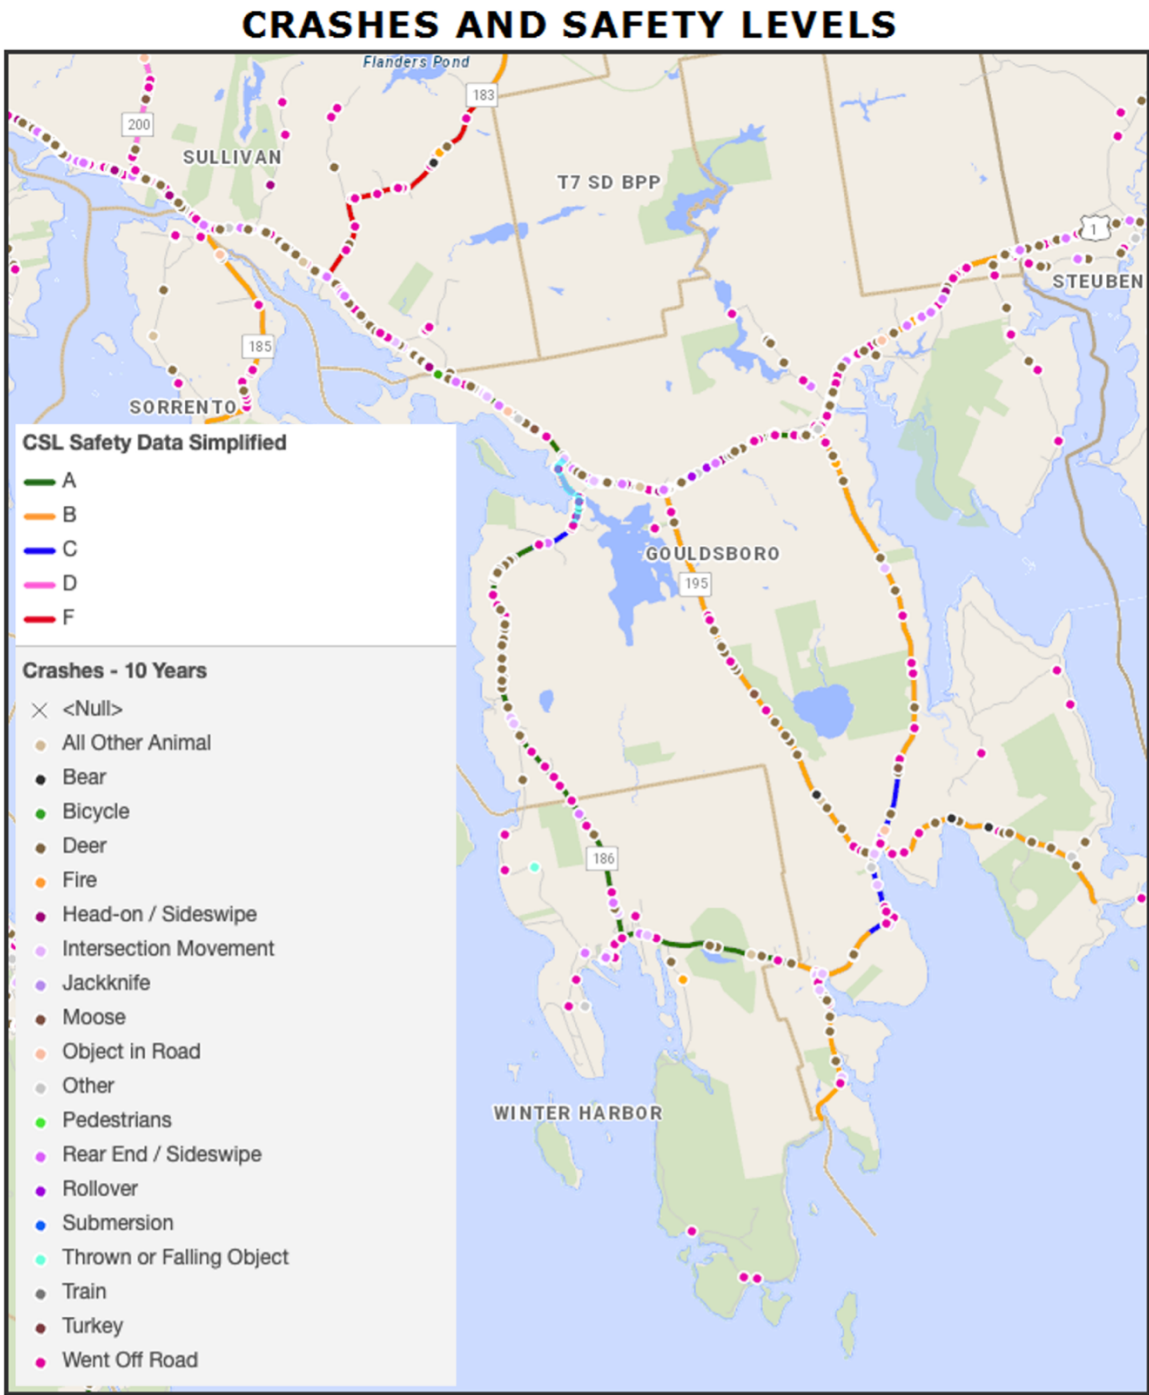 CRASHES AND SAFETY LEVELS
Flanders Pond
183
200
SULLIVAN
T7 SD BPP
1
STEUBEN
185
SORRENTO
CSL Safety Data Simplified
A
B
C
D
F
GOULDSBORO
195
Crashes - 10 Years
<Null>
All Other Animal
Bear
Bicycle
Deer
186
Fire
Head-on / Sideswipe
Intersection Movement
Jackknife
Moose
Object in Road
Other
WINTER HARBOR
Pedestrians
Rear End / Sideswipe
Rollover
Submersion
Thrown or Falling Object
Train
Turkey
Went Off Road